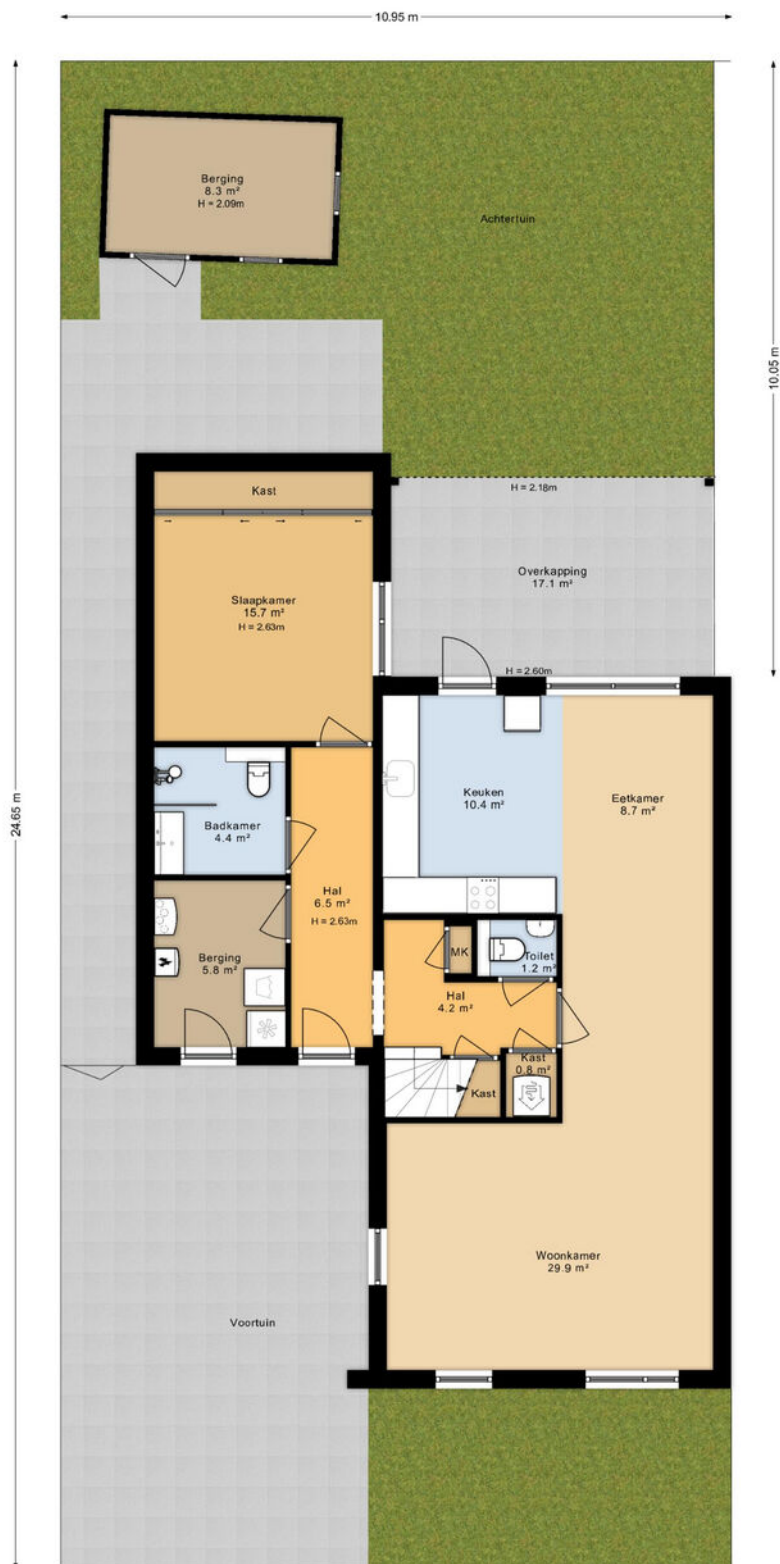 10.95 m
Berging
8.3 m²
H = 2.09m
Achtertuin
10.05 m
Kast
H = 2.18m
Overkapping
17.1 m²
Slaapkamer
15.7 m²
H = 2.63m
H = 2.60m
24.65 m
Keuken
10.4 m²
Eetkamer
8.7 m²
Badkamer
4.4 m²
Hal
6.5 m²
H = 2.63m
Berging
5.8 m²
MK
Toilet
1.2 m²
Hal
4.2 m²
Kast
0.8 m²
Kast
Woonkamer
29.9 m²
Voortuin